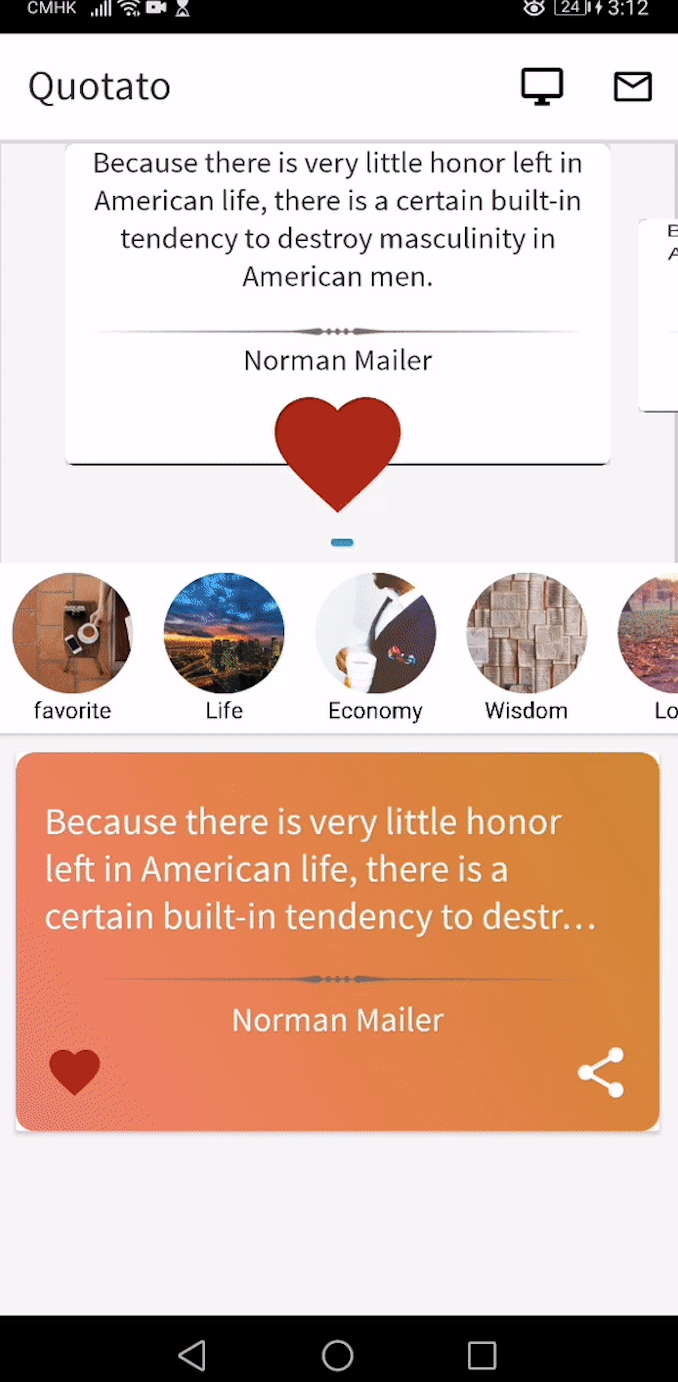 CMHK 24 3:12
Quotato
Because there is very little honor left in
American life, there is a certain built-in
tendency to destroy masculinity in
American men.
Norman Mailer
favorite Life Economy Wisdom Lo
Because there is very little honor
left in American life, there is a
certain built-in tendency to destr...
Norman Mailer